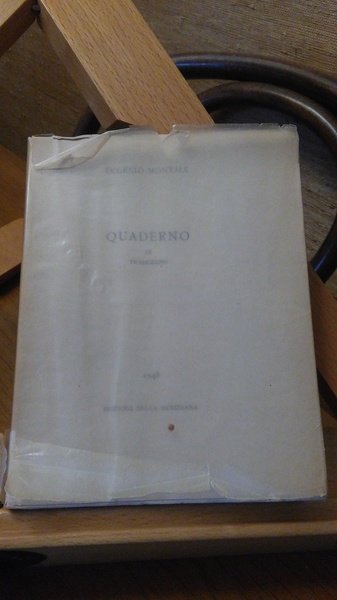 EUGENIO MONTALE
QUADERNO
DI
TRADUZIONI
1948
EDIZIONI DELLA MERIDIANA